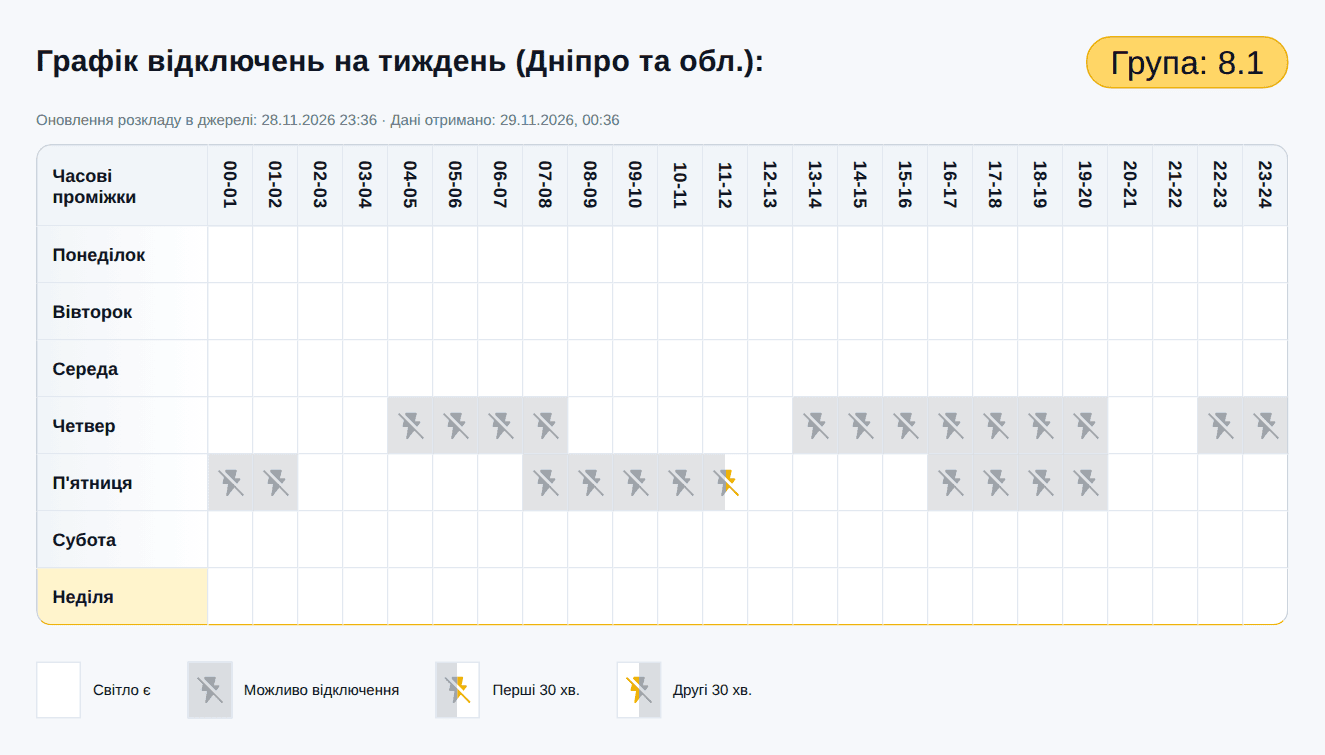 Графік відключень на тиждень (Дніпро та обл.):
Група: 8.1
Оновлення розкладу в джерелі: 28.11.2026 23:36 · Дані отримано: 29.11.2026, 00:36
Часові
проміжки
00-01
01-02
02-03
03-04
04-05
05-06
06-07
07-08
08-09
09-10
10-11
11-12
12-13
13-14
14-15
15-16
16-17
17-18
18-19
19-20
20-21
21-22
22-23
23-24
Понеділок
Вівторок
Середа
Четвер
П'ятниця
Субота
Неділя
Світло є
Можливо відключення
Перші 30 хв.
Другі 30 хв.